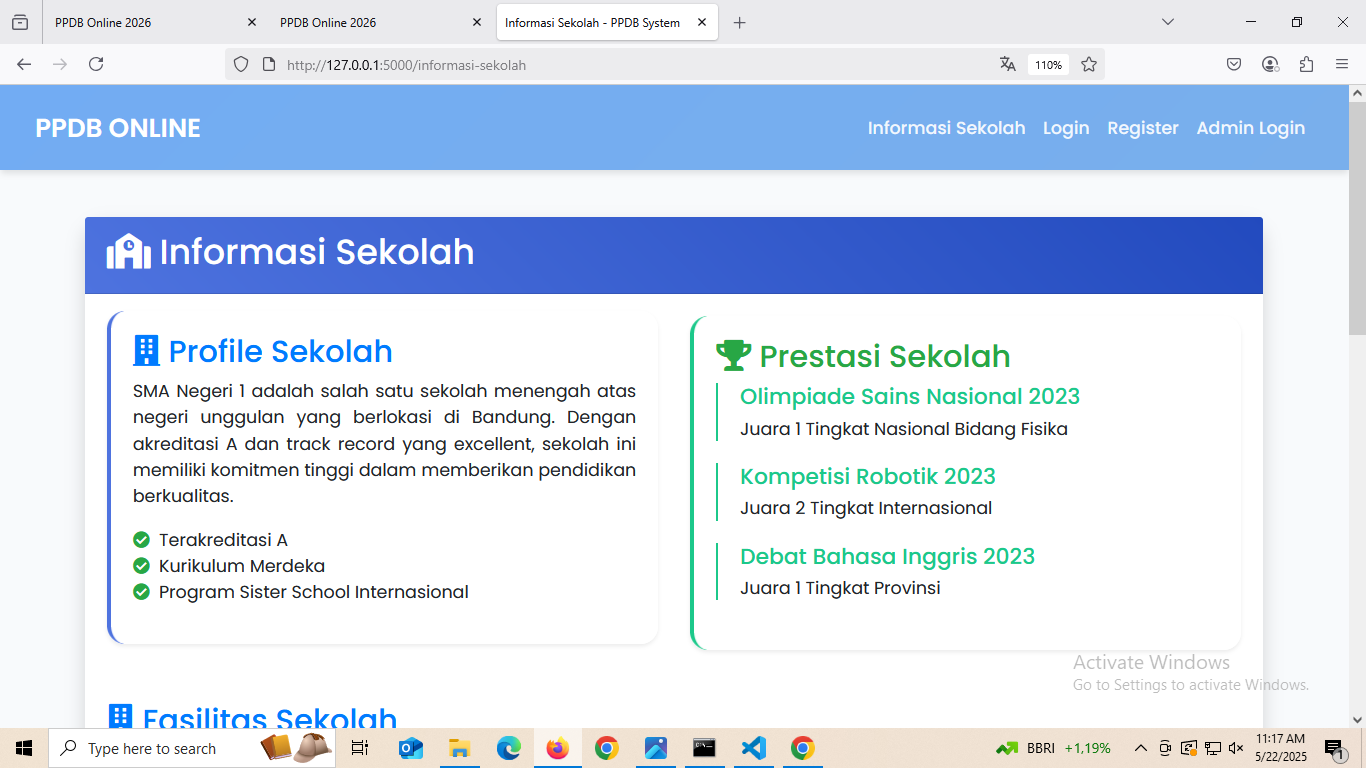 PPDB Online 2026
PPDB Online 2026
Informasi Sekolah - PPDB System
http://127.0.0.1:5000/informasi-sekolah
110%
PPDB ONLINE
Informasi Sekolah
Login
Register
Admin Login
Informasi Sekolah
Profile Sekolah
SMA Negeri 1 adalah salah satu sekolah menengah atas
negeri unggulan yang berlokasi di Bandung. Dengan
akreditasi A dan track record yang excellent, sekolah ini
memiliki komitmen tinggi dalam memberikan pendidikan
berkualitas.
Terakreditasi A
Kurikulum Merdeka
Program Sister School Internasional
Prestasi Sekolah
Olimpiade Sains Nasional 2023
Juara 1 Tingkat Nasional Bidang Fisika
Kompetisi Robotik 2023
Juara 2 Tingkat Internasional
Debat Bahasa Inggris 2023
Juara 1 Tingkat Provinsi
Fasilitas Sekolah
Activate Windows
Go to Settings to activate Windows.
Type here to search
BBRI +1,19%
11:17 AM
5/22/2025
1